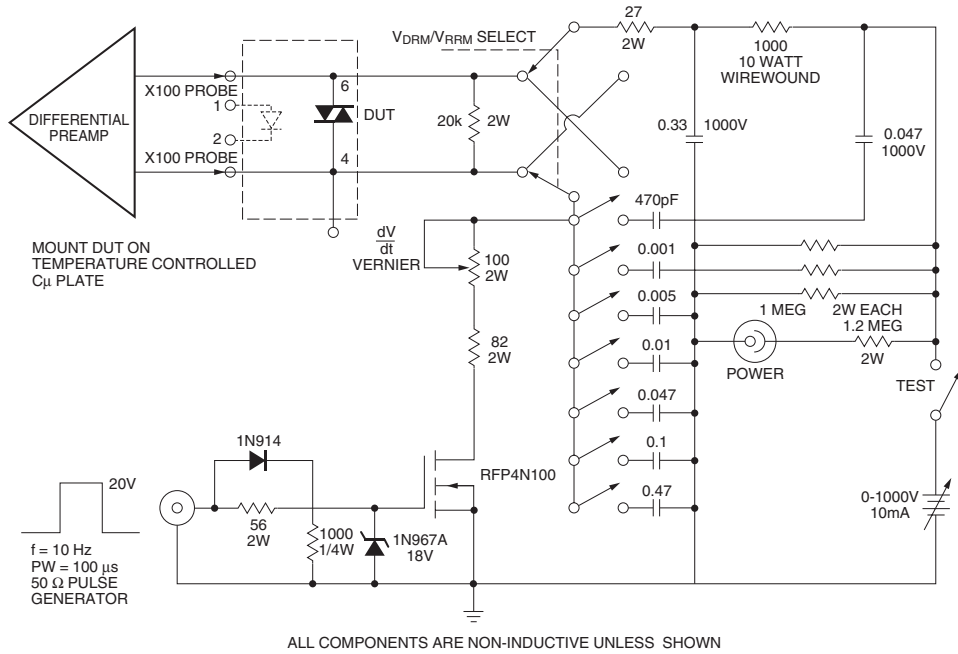 27
2W
V_DRM/V_RRM SELECT
1000
10 WATT
WIREWOUND
X100 PROBE
6
1
DUT
20k
2W
DIFFERENTIAL
PREAMP
2
0.33
1000V
0.047
1000V
X100 PROBE
4
470pF
MOUNT DUT ON
TEMPERATURE CONTROLLED
Cμ PLATE
dV
dt
VERNIER
100
2W
0.001
0.005
1 MEG
2W EACH
1.2 MEG
82
2W
0.01
POWER
2W
TEST
0.047
1N914
0.1
RFP4N100
20V
0.47
0-1000V
10mA
56
2W
1000
1/4W
1N967A
18V
f = 10 Hz
PW = 100 μs
50 Ω PULSE
GENERATOR
ALL COMPONENTS ARE NON-INDUCTIVE UNLESS SHOWN